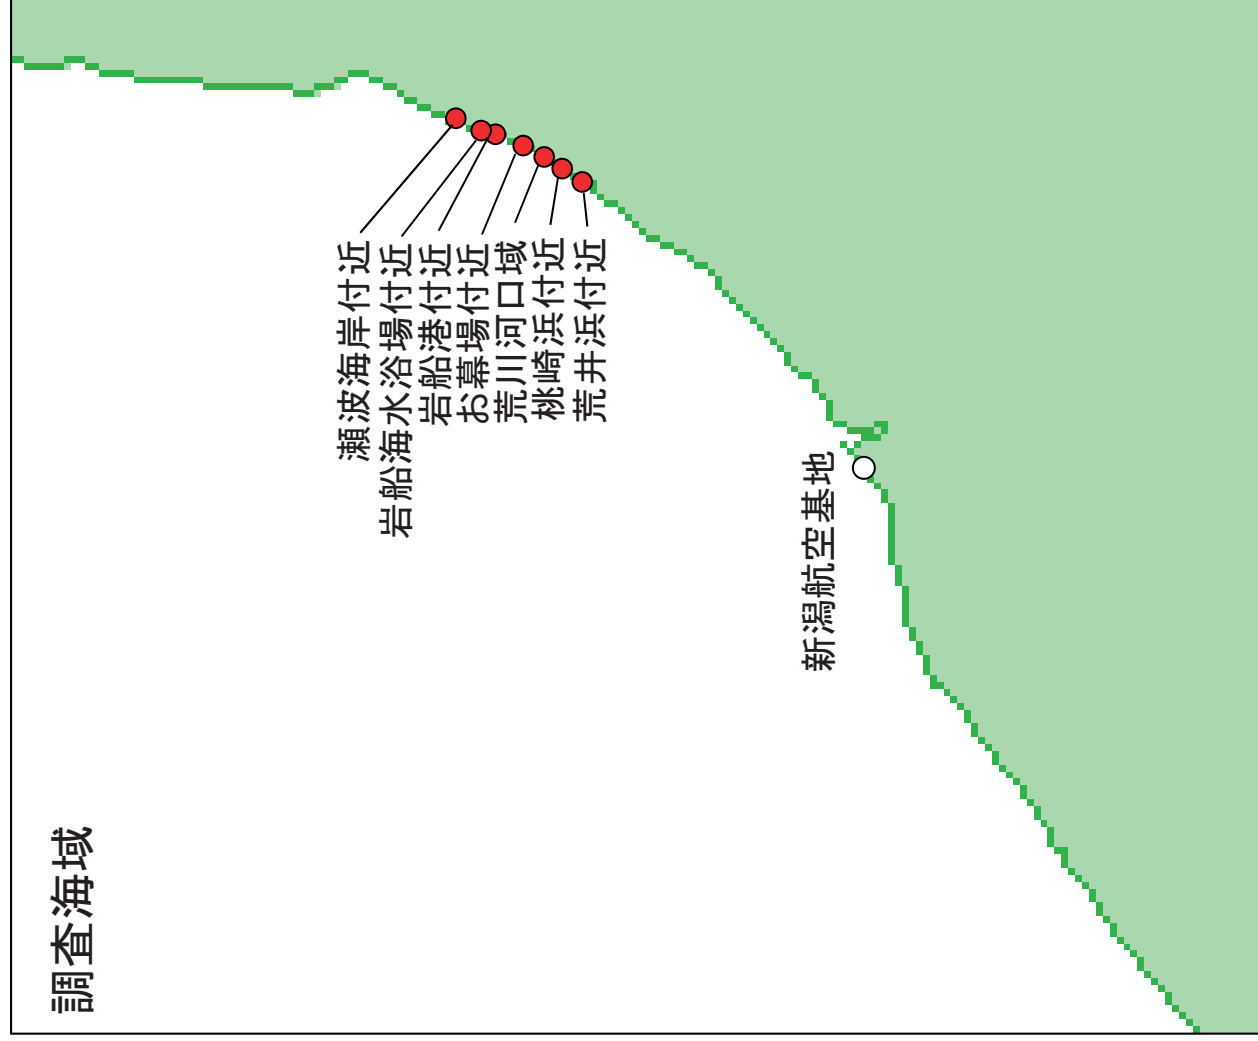 調査海域
瀬波海岸付近
岩船海水浴場付近
岩船港付近
お幕場付近
荒川河口域
桃崎浜付近
荒井浜付近
新潟航空基地